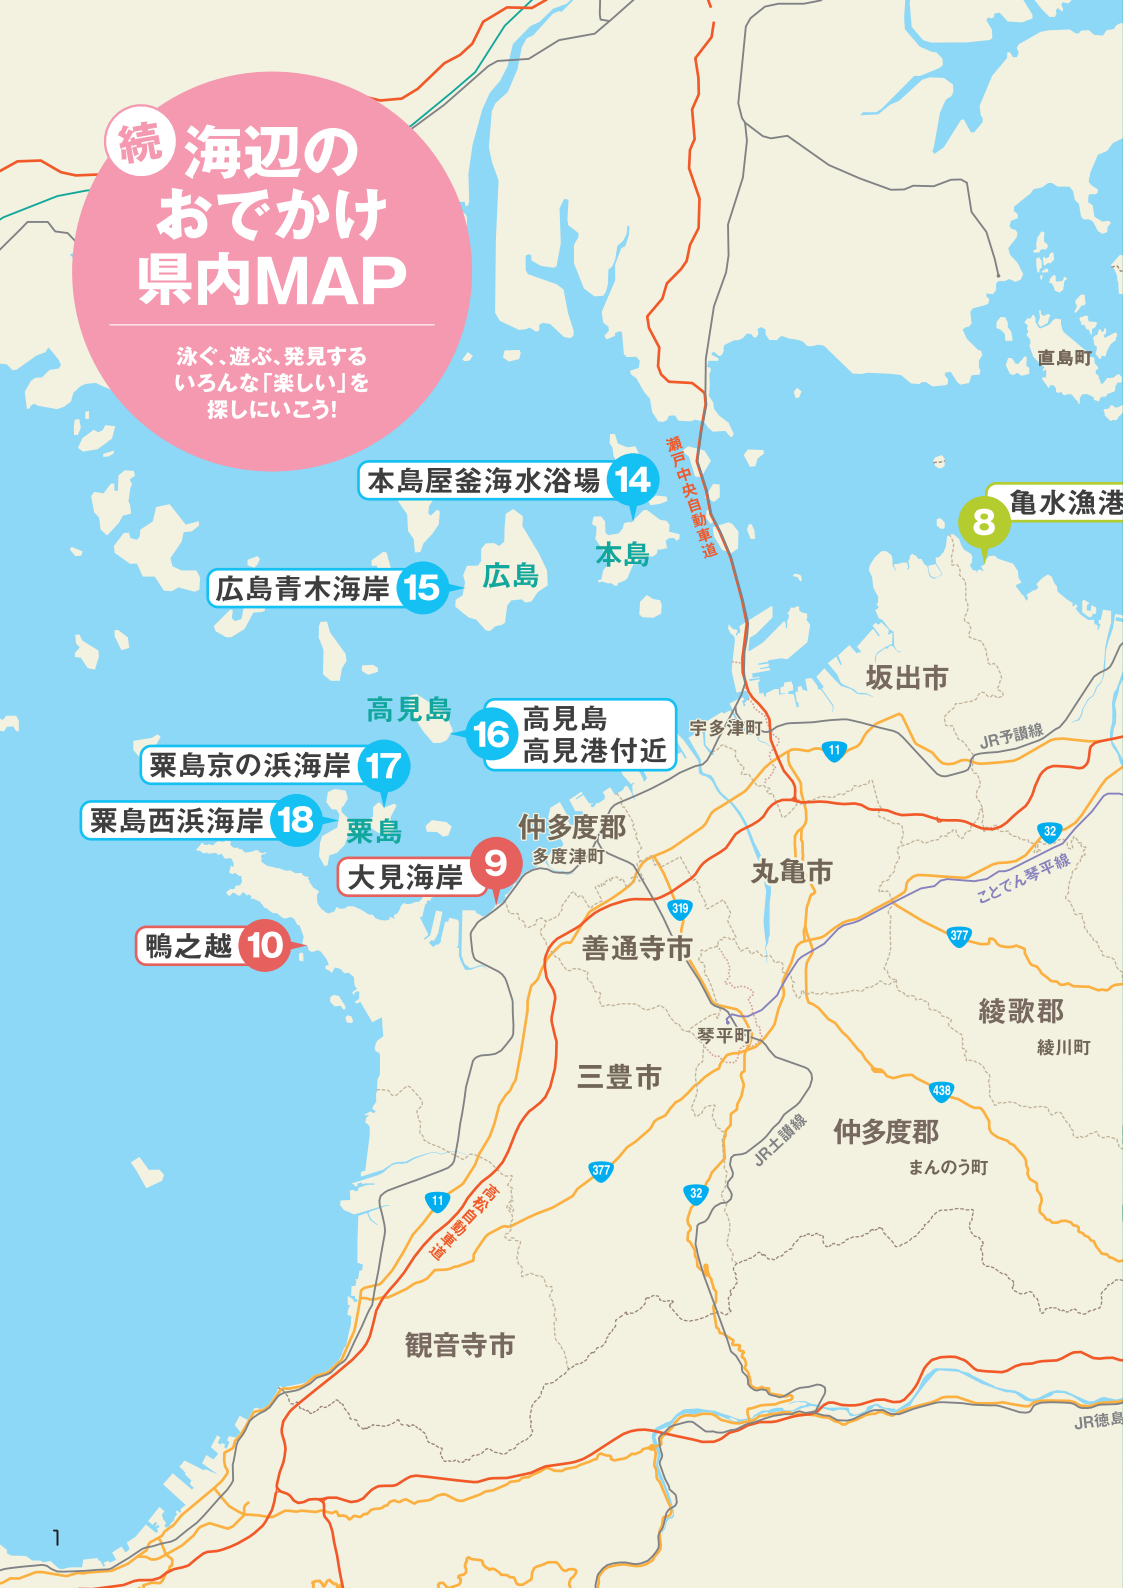 続
海辺の
おでかけ
県内MAP
泳ぐ、遊ぶ、発見する
いろんな「楽しい」を
探しにいこう!
直島町
瀬戸中央自動車道
本島屋釜海水浴場 14
亀水漁港
8
本島
広島
広島青木海岸 15
坂出市
高見島
16 高見島
高見港付近
宇多津町
JR予讃線
11
粟島京の浜海岸 17
粟島西浜海岸 18
粟島
仲多度郡
多度津町
32
大見海岸 9
丸亀市
ことでん琴平線
319
377
鴨之越 10
善通寺市
綾歌郡
綾川町
琴平町
三豊市
438
仲多度郡
まんのう町
JR土讃線
377
32
11
高松自動車道
観音寺市
JR徳島
1